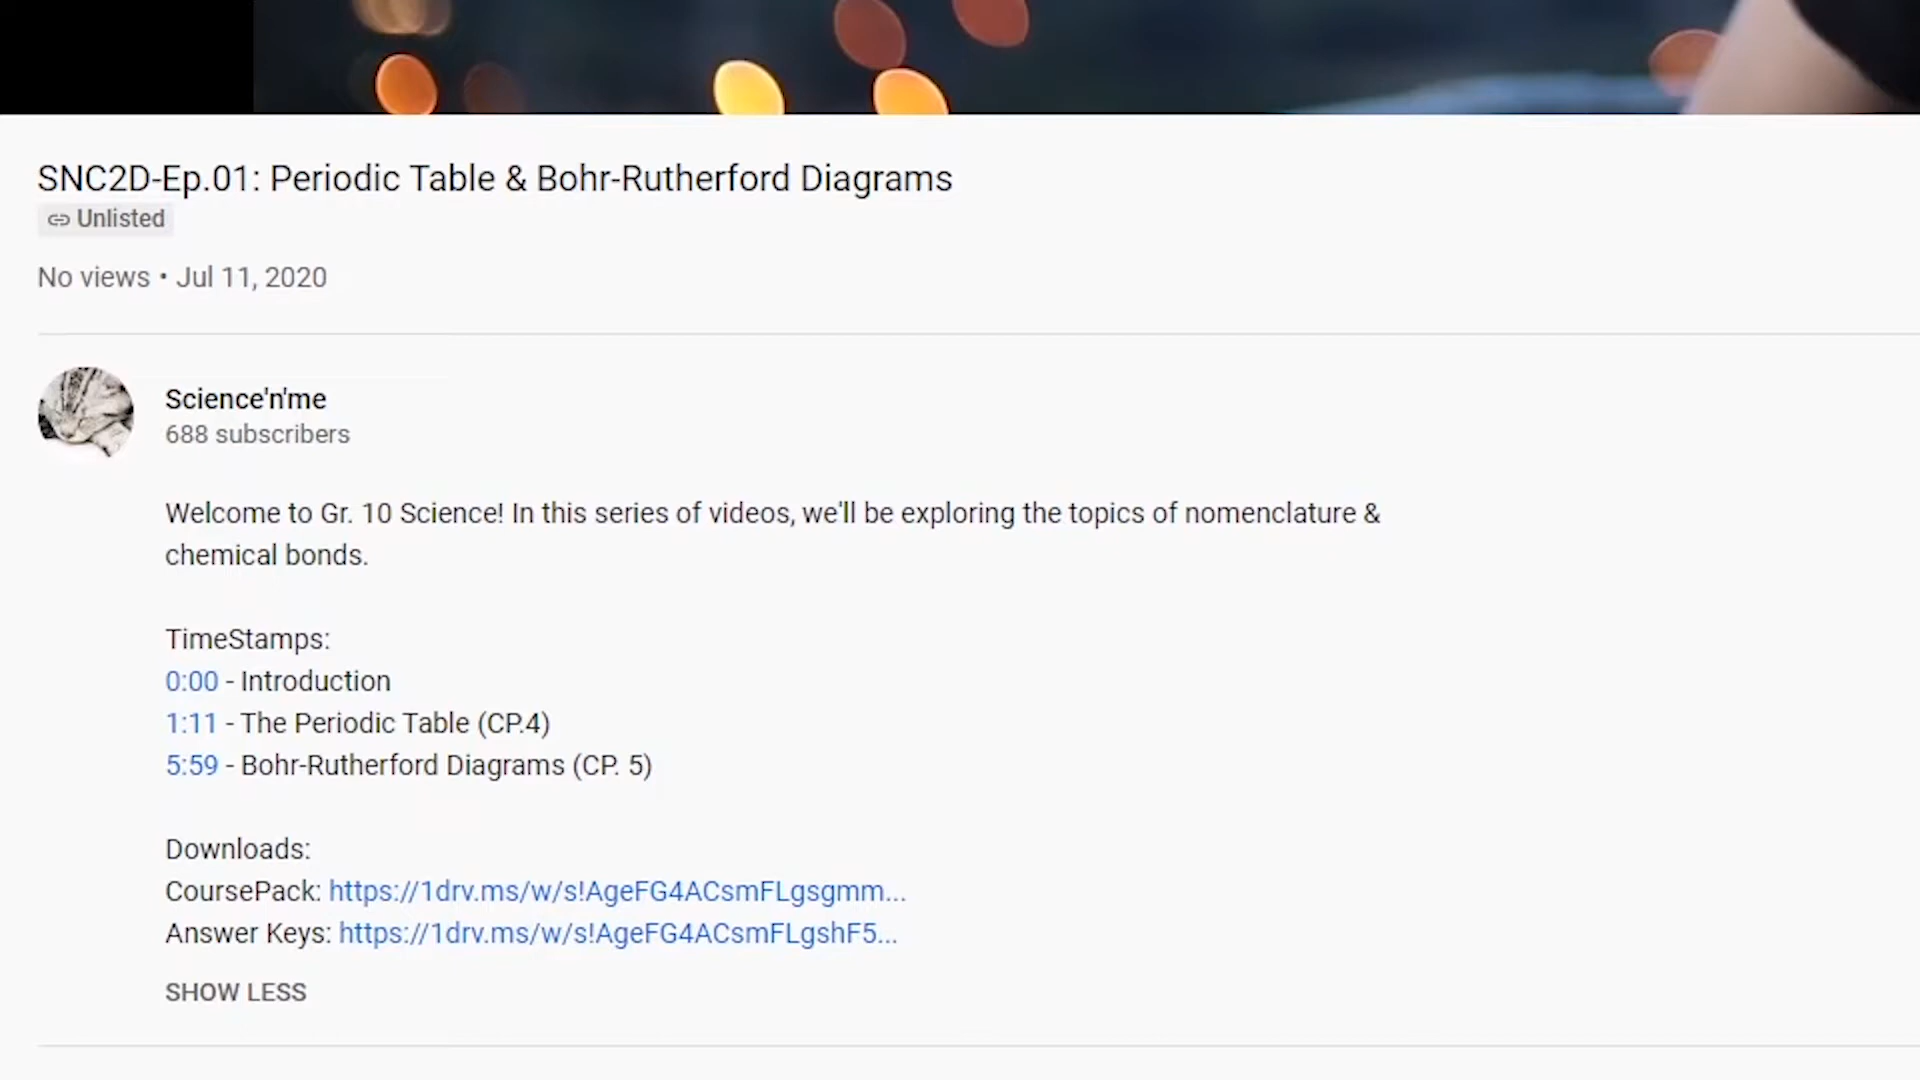 SNC2D-Ep.01: Periodic Table & Bohr-Rutherford Diagrams
Unlisted
No views • Jul 11, 2020
Science'n'me
688 subscribers
Welcome to Gr. 10 Science! In this series of videos, we'll be exploring the topics of nomenclature &
chemical bonds.
TimeStamps:
0:00 - Introduction
1:11 - The Periodic Table (CP.4)
5:59 - Bohr-Rutherford Diagrams (CP. 5)
Downloads:
CoursePack: https://1drv.ms/w/s!AgeFG4ACsmFLgsgmm...
Answer Keys: https://1drv.ms/w/s!AgeFG4ACsmFLgshF5...
SHOW LESS